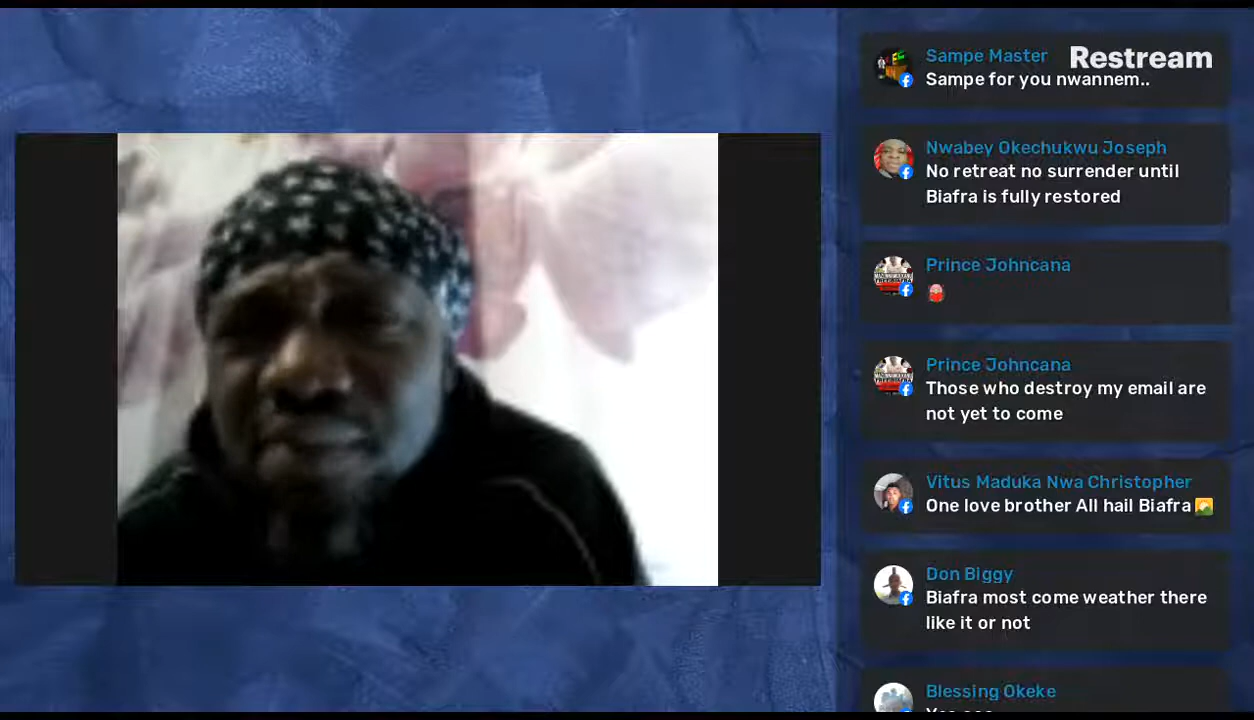 Restream
Sampe Master
Sampe for you nwannem..
Nwabey Okechukwu Joseph
No retreat no surrender until
Biafra is fully restored
Prince Johncana
Prince Johncana
Those who destroy my email are
not yet to come
Vitus Maduka Nwa Christopher
One love brother All hail Biafra
Don Biggy
Biafra most come weather there
like it or not
Blessing Okeke